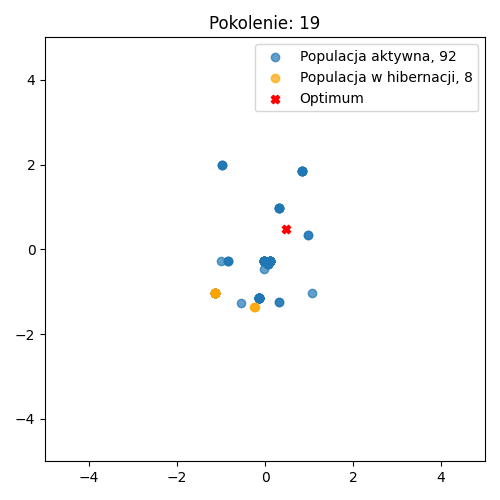 Pokolenie: 19
Populacja aktywna, 92
Populacja w hibernacji, 8
Optimum
4
2
0
−2
−4
−4 −2 0 2 4